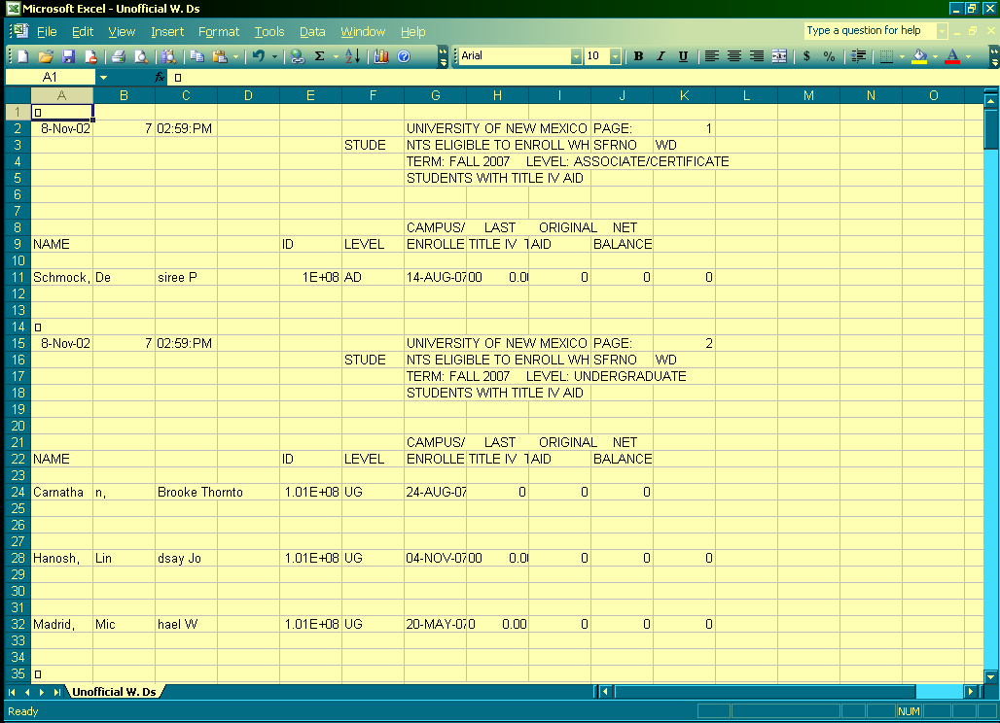 Microsoft Excel - Unofficial W. Ds
File Edit View Insert Format Tools Data Window Help Type a question for help
Arial 10 B I U $ %
A1 fx
A B C D E F G H I J K L M N O
1
2 8-Nov-02 7 02:59:PM UNIVERSITY OF NEW MEXICO PAGE: 1
3 STUDE NTS ELIGIBLE TO ENROLL WH SFRNO WD
4 TERM: FALL 2007 LEVEL: ASSOCIATE/CERTIFICATE
5 STUDENTS WITH TITLE IV AID
6
7
8 CAMPUS/ LAST ORIGINAL NET
9 NAME ID LEVEL ENROLLE TITLE IV T AID BALANCE
10
11 Schmock, De siree P 1E+08 AD 14-AUG-07 00 0.00 0 0 0
12
13
14
15 8-Nov-02 7 02:59:PM UNIVERSITY OF NEW MEXICO PAGE: 2
16 STUDE NTS ELIGIBLE TO ENROLL WH SFRNO WD
17 TERM: FALL 2007 LEVEL: UNDERGRADUATE
18 STUDENTS WITH TITLE IV AID
19
20
21 CAMPUS/ LAST ORIGINAL NET
22 NAME ID LEVEL ENROLLE TITLE IV T AID BALANCE
23
24 Carnatha n, Brooke Thornto 1.01E+08 UG 24-AUG-07 0 0 0
25
26
27
28 Hanosh, Lin dsay Jo 1.01E+08 UG 04-NOV-07 00 0.00 0 0 0
29
30
31
32 Madrid, Mic hael W 1.01E+08 UG 20-MAY-07 0 0.00 0 0 0
33
34
35
Unofficial W. Ds
Ready NUM